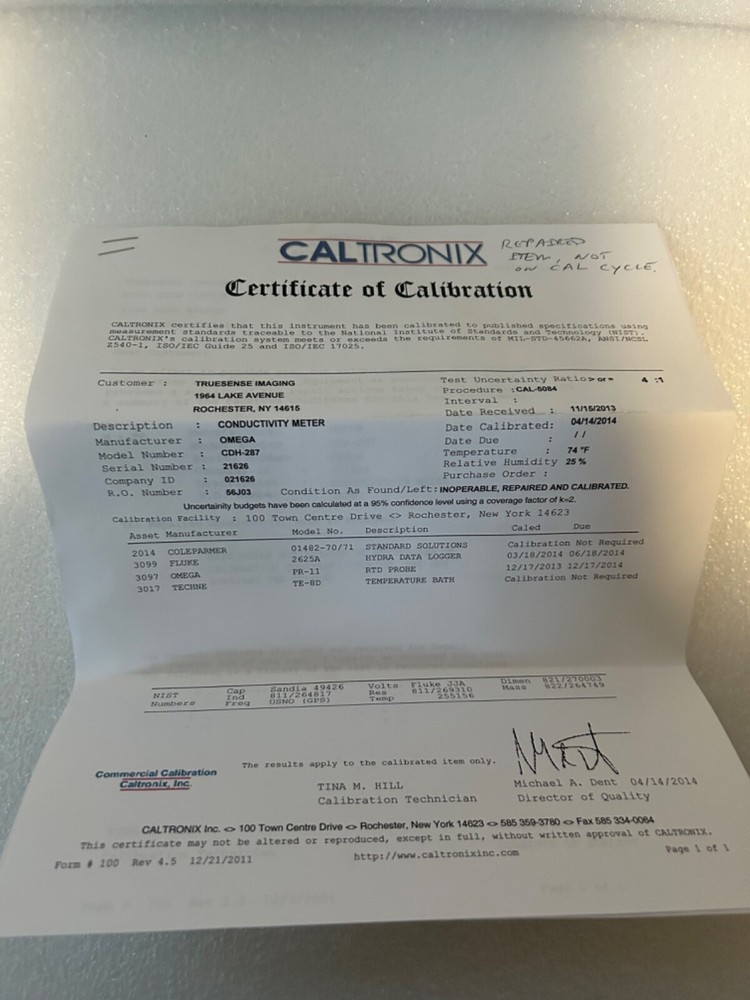 CALTRONIX
REPAIRED
ITEM, NOT
ON CAL CYCLE.
Certificate of Calibration
CALTRONIX certifies that this instrument has been calibrated to published specifications using
measurement standards traceable to the National Institute of Standards and Technology (NIST).
CALTRONIX's calibration system meets or exceeds the requirements of MIL-STD-45662A, ANSI/NCSL
Z540-1, ISO/IEC Guide 25 and ISO/IEC 17025.
Customer : TRUESENSE IMAGING
1964 LAKE AVENUE
ROCHESTER, NY 14615
Test Uncertainty Ratio > or = 4 :1
Procedure : CAL-5084
Interval :
Date Received : 11/15/2013
Description : CONDUCTIVITY METER
Date Calibrated: 04/14/2014
Manufacturer : OMEGA
Date Due : / /
Model Number : CDH-287
Temperature : 74 °F
Serial Number : 21626
Relative Humidity 25 %
Company ID : 021626
Purchase Order :
R.O. Number : 56J03 Condition As Found/Left: INOPERABLE, REPAIRED AND CALIBRATED.
Uncertainty budgets have been calculated at a 95% confidence level using a coverage factor of k=2.
Calibration Facility : 100 Town Centre Drive <> Rochester, New York 14623
Asset Manufacturer Model No. Description Caled Due
2014 COLEPARMER 01482-70/71 STANDARD SOLUTIONS Calibration Not Required
3099 FLUKE 2625A HYDRA DATA LOGGER 03/18/2014 06/18/2014
3097 OMEGA PR-11 RTD PROBE 12/17/2013 12/17/2014
3017 TECHNE TE-8D TEMPERATURE BATH Calibration Not Required
NIST Cap Sandia 49426 Volts Fluke JJA Dimen 821/270003
Numbers Ind 811/264817 Res 811/269310 Mass 822/264749
Freq USNO (GPS) Temp 255156
The results apply to the calibrated item only.
Commercial Calibration
Caltronix, Inc.
TINA M. HILL
Calibration Technician
Michael A. Dent 04/14/2014
Director of Quality
CALTRONIX Inc. <> 100 Town Centre Drive <> Rochester, New York 14623 <> 585 359-3780 <> Fax 585 334-0064
This certificate may not be altered or reproduced, except in full, without written approval of CALTRONIX.
Form # 100 Rev 4.5 12/21/2011
http://www.caltronixinc.com
Page 1 of 1